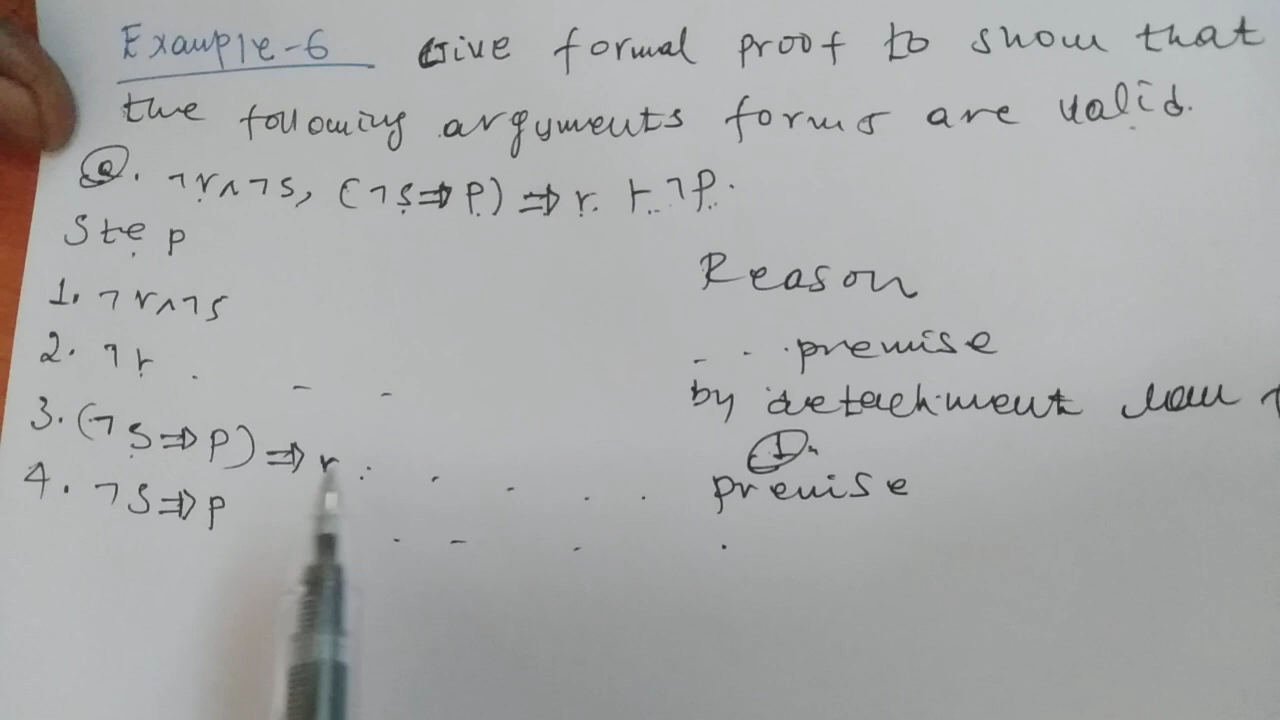 Example-6 Give formal proof to show that
the following arguments forms are valid.
a. ¬r∧¬s, (¬s⇒p)⇒r. ⊢¬p.
Step
Reason
1. ¬r∧¬s
premise
2. ¬r
by detachment law
1
3. (¬s⇒p)⇒r
premise
4. ¬s⇒p